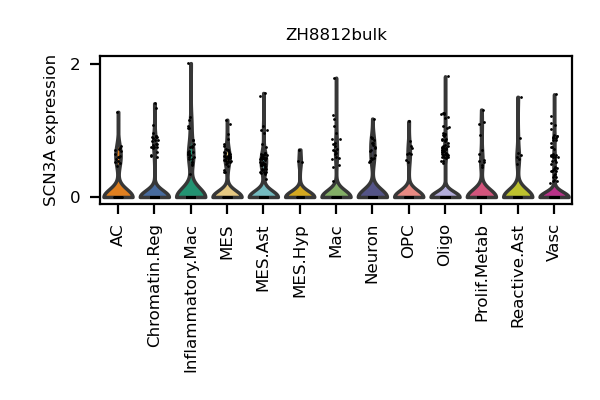 ZH8812bulk
SCN3A expression
2
0
AC
Chromatin.Reg
Inflammatory.Mac
MES
MES.Ast
MES.Hyp
Mac
Neuron
OPC
Oligo
Prolif.Metab
Reactive.Ast
Vasc